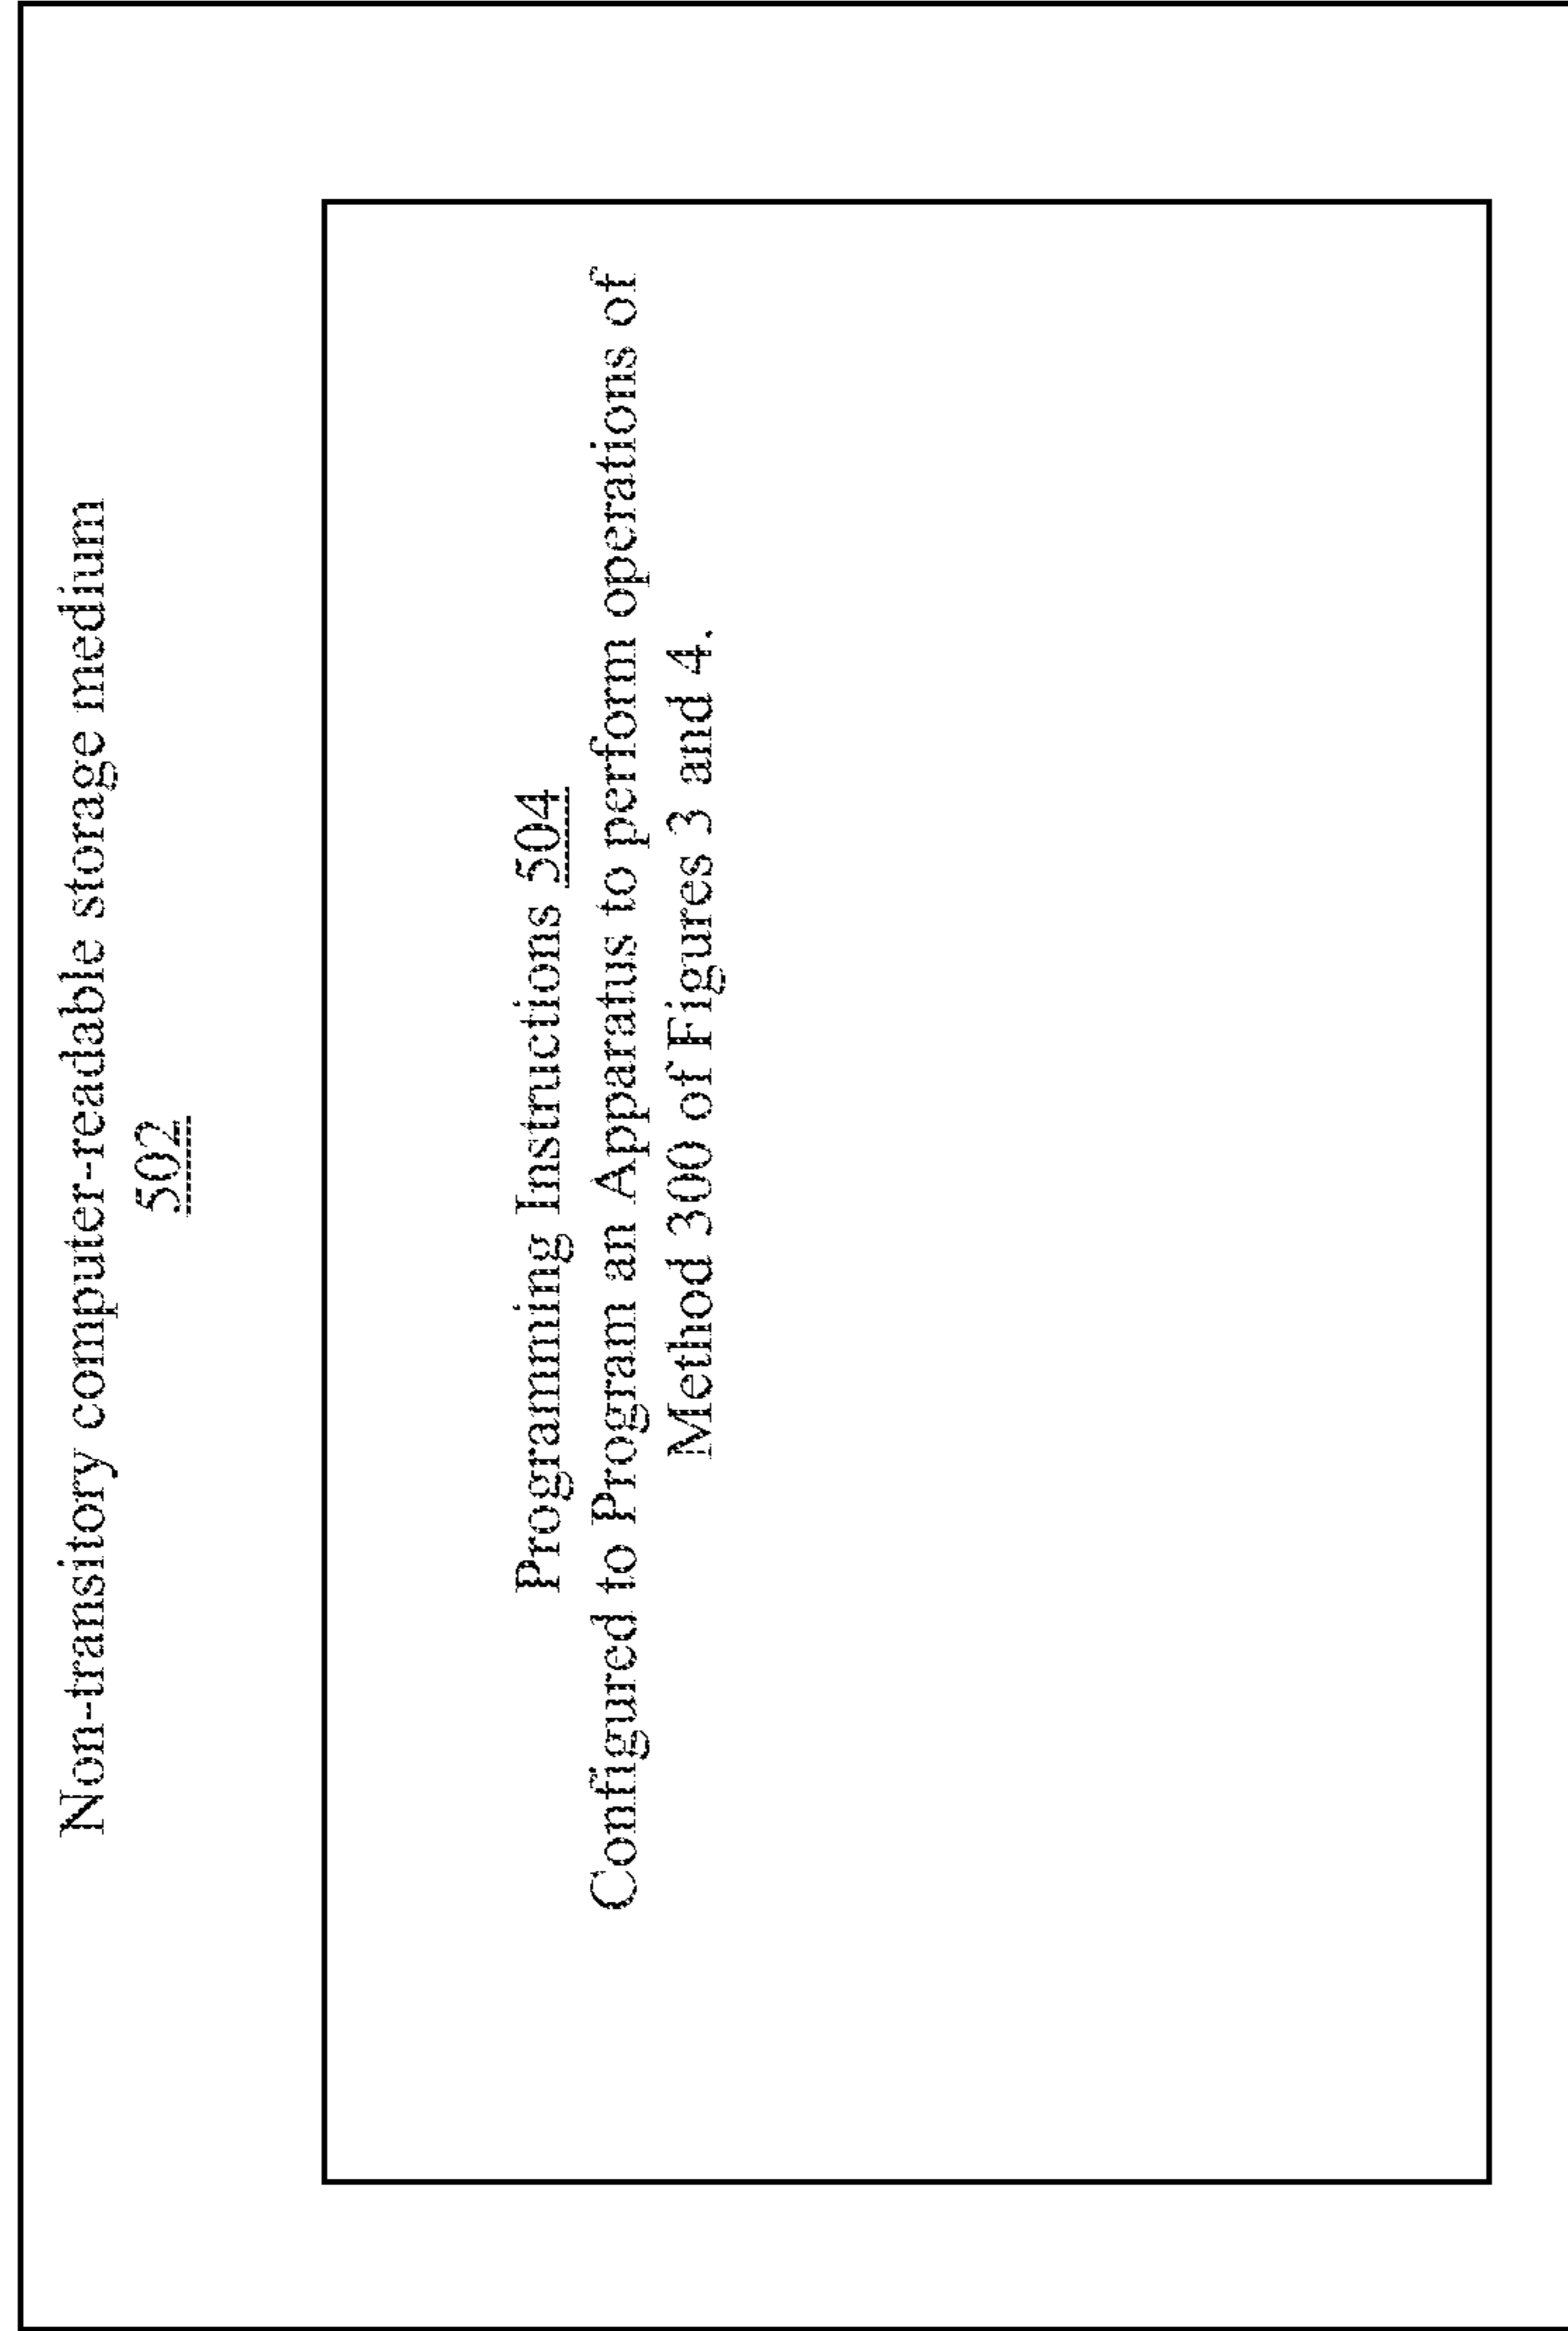 Non-transitory computer-readable storage medium
502
Programming Instructions 504
Configured to Program an Apparatus to perform operations of
Method 300 of Figures 3 and 4.